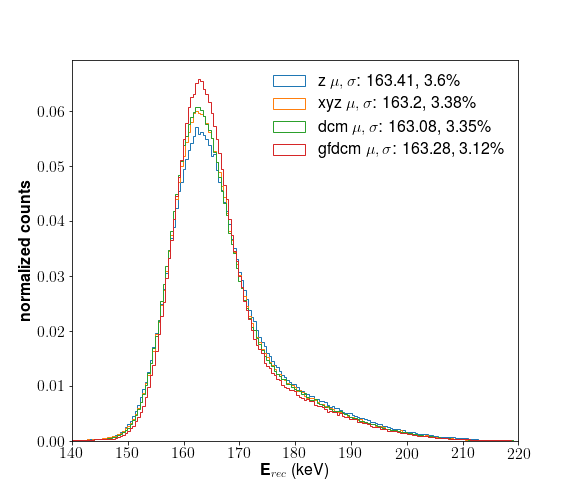 z μ, σ: 163.41, 3.6%
xyz μ, σ: 163.2, 3.38%
dcm μ, σ: 163.08, 3.35%
gfdcm μ, σ: 163.28, 3.12%
normalized counts
0.06
0.05
0.04
0.03
0.02
0.01
0.00
140 150 160 170 180 190 200 210 220
E_rec (keV)